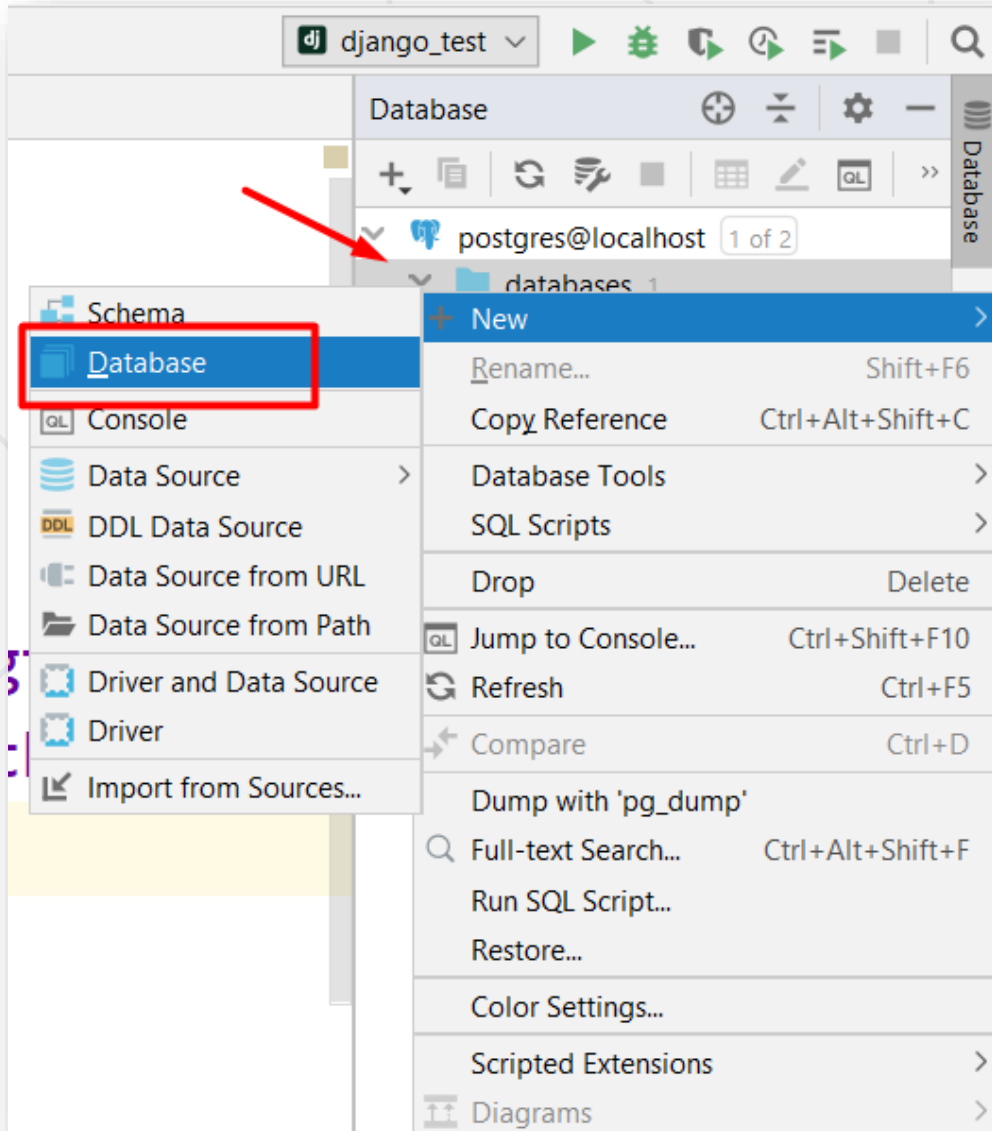 dj django_test
Database
QL
Database
postgres@localhost 1 of 2
databases 1
Schema
Database
QL Console
Data Source
DDL DDL Data Source
Data Source from URL
Data Source from Path
Driver and Data Source
Driver
Import from Sources...
New
Rename... Shift+F6
Copy Reference Ctrl+Alt+Shift+C
Database Tools
SQL Scripts
Drop Delete
QL Jump to Console... Ctrl+Shift+F10
Refresh Ctrl+F5
Compare Ctrl+D
Dump with 'pg_dump'
Full-text Search... Ctrl+Alt+Shift+F
Run SQL Script...
Restore...
Color Settings...
Scripted Extensions
Diagrams